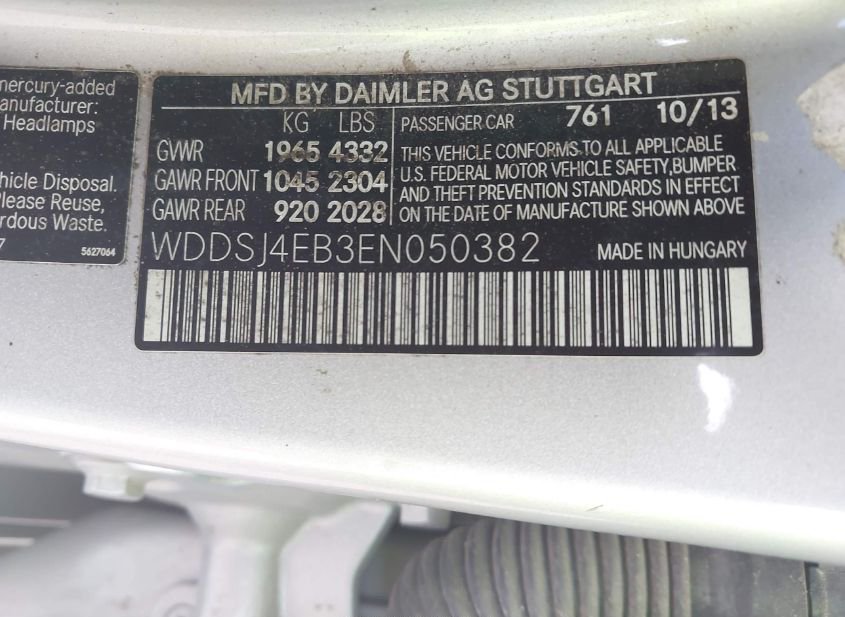 mercury-added
anufacturer:
Headlamps
hicle Disposal.
Please Reuse,
ardous Waste.
7
5627064
MFD BY DAIMLER AG STUTTGART
KG LBS
GVWR 1965 4332
GAWR FRONT 1045 2304
GAWR REAR 920 2028
PASSENGER CAR 761 10/13
THIS VEHICLE CONFORMS TO ALL APPLICABLE
U.S. FEDERAL MOTOR VEHICLE SAFETY, BUMPER
AND THEFT PREVENTION STANDARDS IN EFFECT
ON THE DATE OF MANUFACTURE SHOWN ABOVE
WDDSJ4EB3EN050382
MADE IN HUNGARY